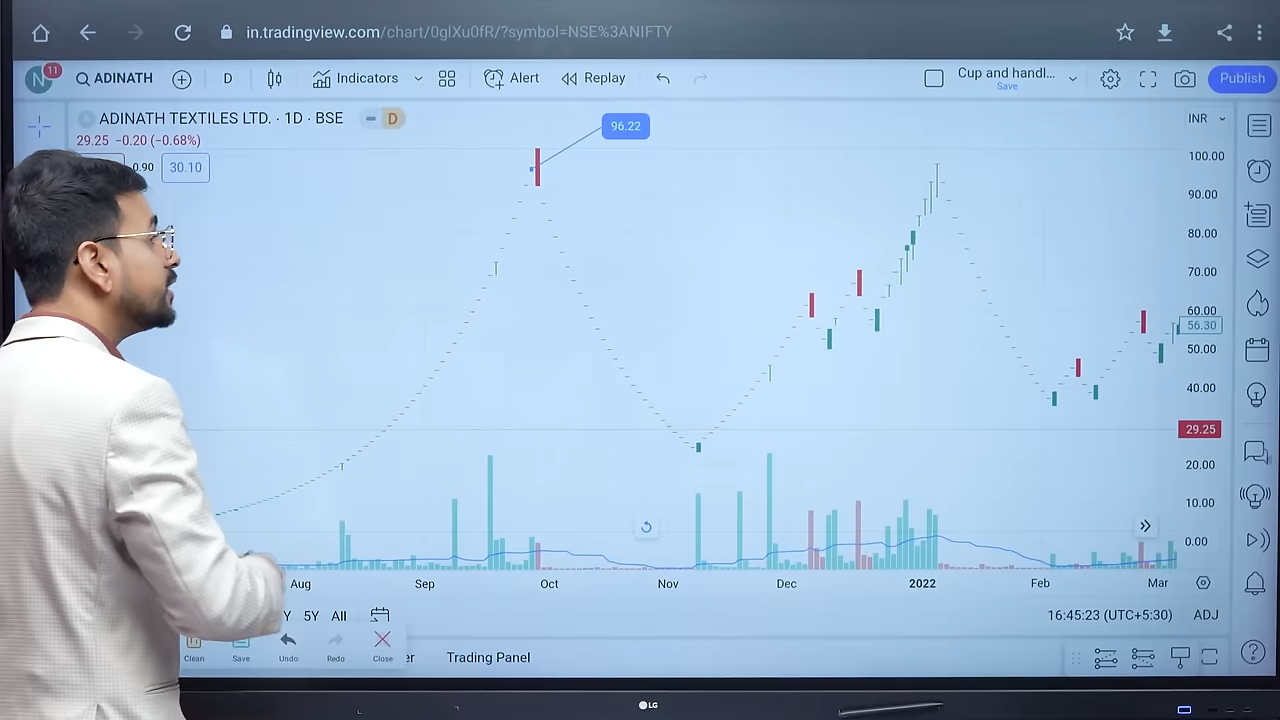 in.tradingview.com/chart/0glXu0fR/?symbol=NSE%3ANIFTY
N 11 ADINATH D Indicators Alert Replay Cup and handl... Save Publish
ADINATH TEXTILES LTD. · 1D · BSE D
INR
29.25 −0.20 (−0.68%)
0.90 30.10
96.22
100.00
90.00
80.00
70.00
60.00
56.30
50.00
40.00
29.25
20.00
10.00
0.00
Aug Sep Oct Nov Dec 2022 Feb Mar
Y 5Y All 16:45:23 (UTC+5:30) ADJ
Clean Save Undo Redo Close er Trading Panel
LG